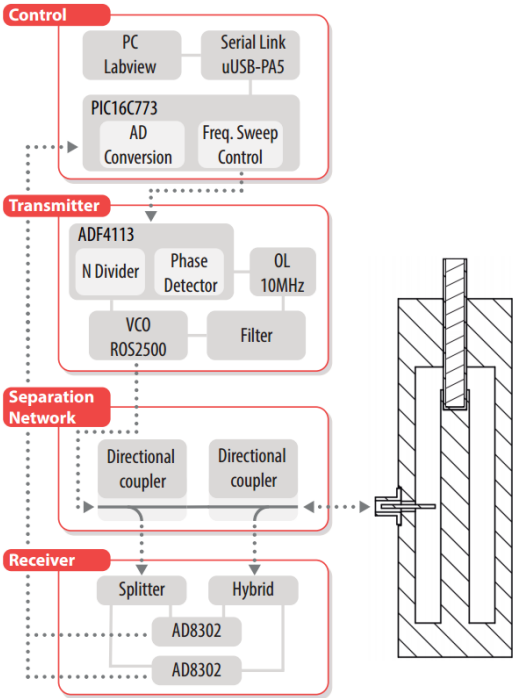 Control
PC
Labview
Serial Link
uUSB-PA5
PIC16C773
AD
Conversion
Freq. Sweep
Control
Transmitter
ADF4113
N Divider
Phase
Detector
OL
10MHz
VCO
ROS2500
Filter
Separation
Network
Directional
coupler
Directional
coupler
Receiver
Splitter
Hybrid
AD8302
AD8302